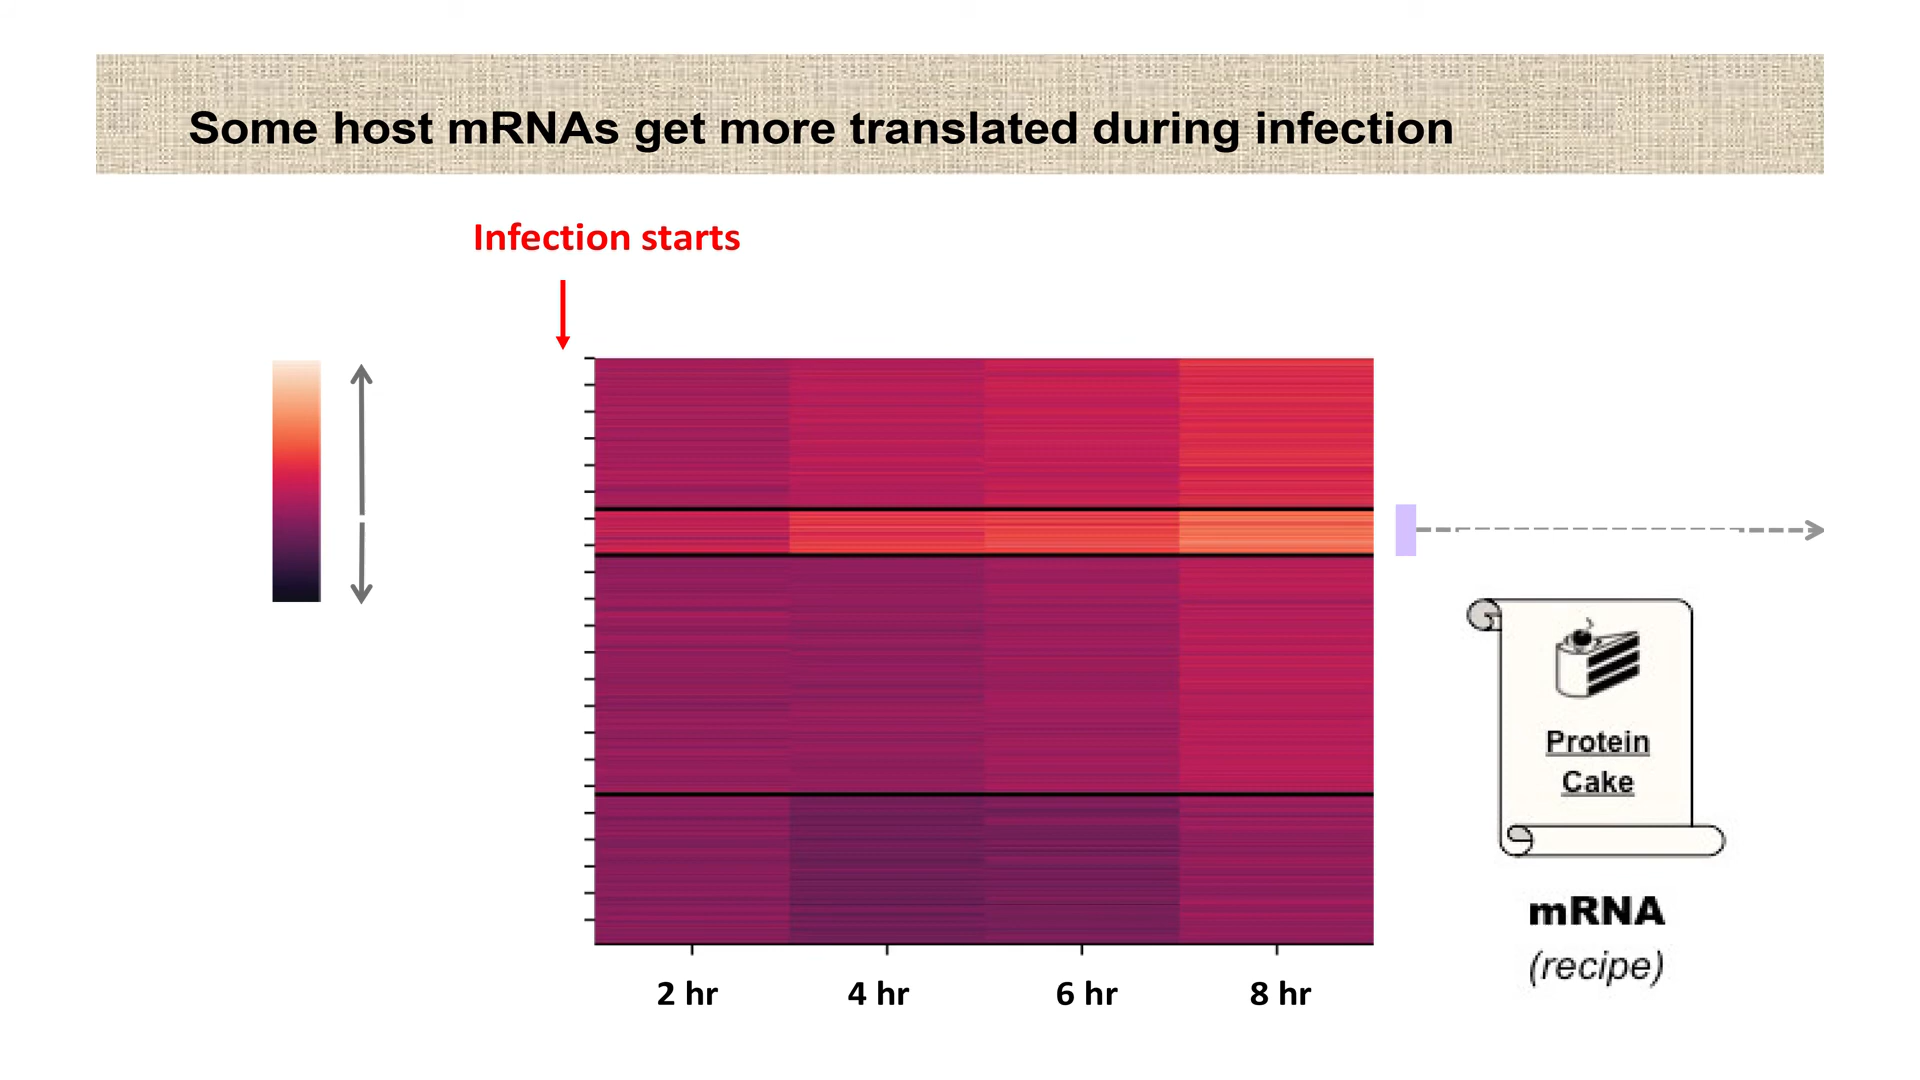 Some host mRNAs get more translated during infection
Infection starts
Protein
Cake
mRNA
(recipe)
2 hr
4 hr
6 hr
8 hr